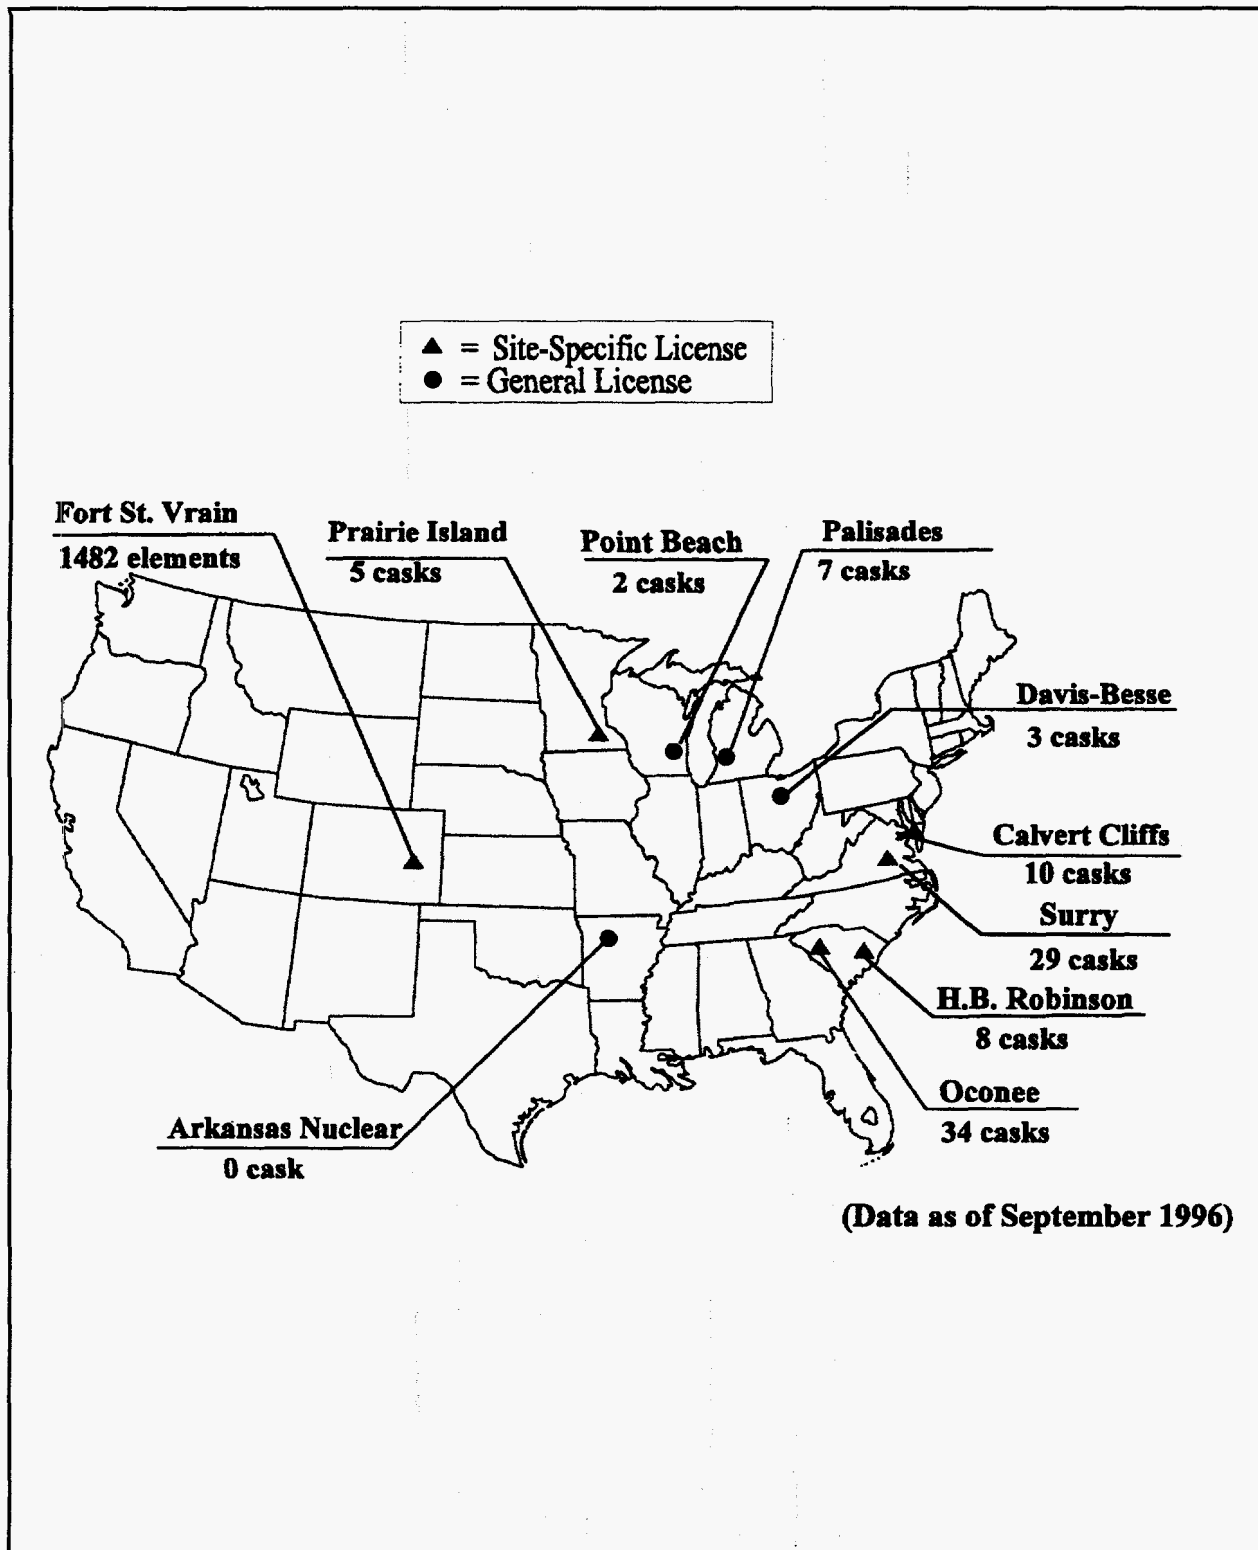 ▲ = Site-Specific License
● = General License
Fort St. Vrain
1482 elements
Prairie Island
5 casks
Point Beach
2 casks
Palisades
7 casks
Davis-Besse
3 casks
Calvert Cliffs
10 casks
Surry
29 casks
H.B. Robinson
8 casks
Oconee
34 casks
Arkansas Nuclear
0 cask
(Data as of September 1996)